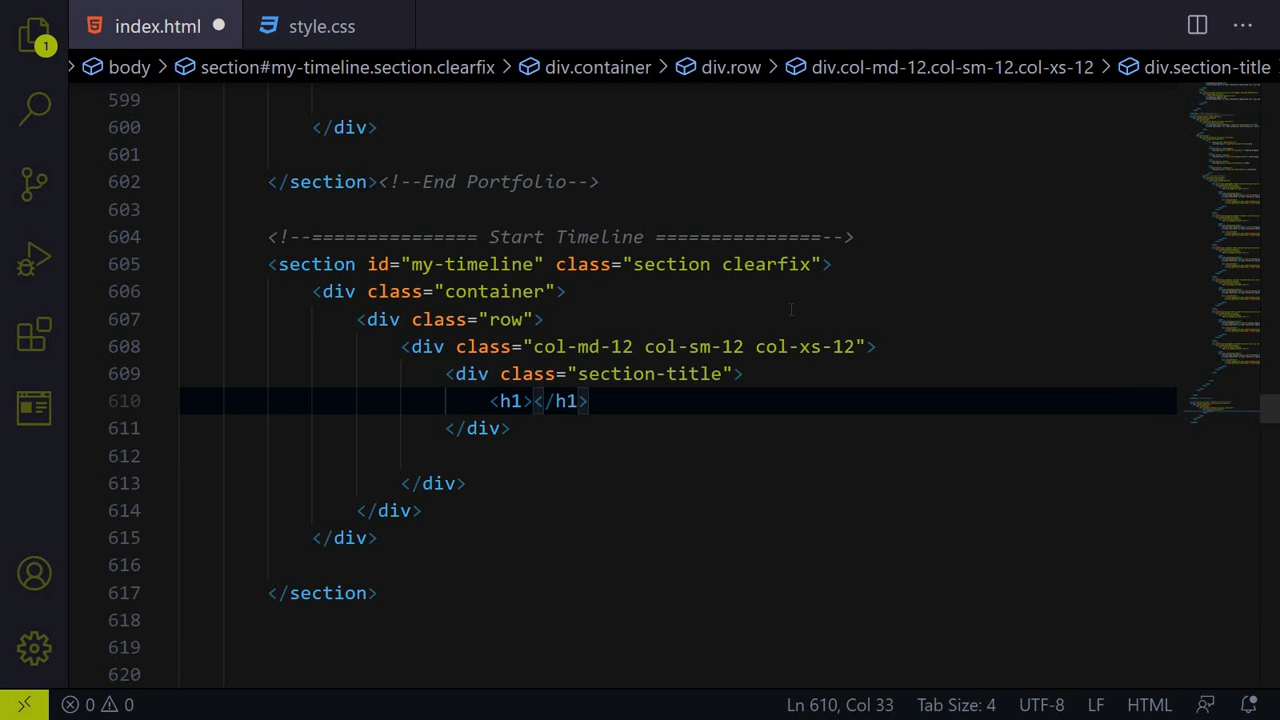 index.html
style.css
1
body section#my-timeline.section.clearfix div.container div.row div.col-md-12.col-sm-12.col-xs-12 div.section-title
599
600 </div>
601
602 </section><!--End Portfolio-->
603
604 <!--=============== Start Timeline ===============-->
605 <section id="my-timeline" class="section clearfix">
606 <div class="container">
607 <div class="row">
608 <div class="col-md-12 col-sm-12 col-xs-12">
609 <div class="section-title">
610 <h1></h1>
611 </div>
612
613 </div>
614 </div>
615 </div>
616
617 </section>
618
619
620
0 0 Ln 610, Col 33 Tab Size: 4 UTF-8 LF HTML